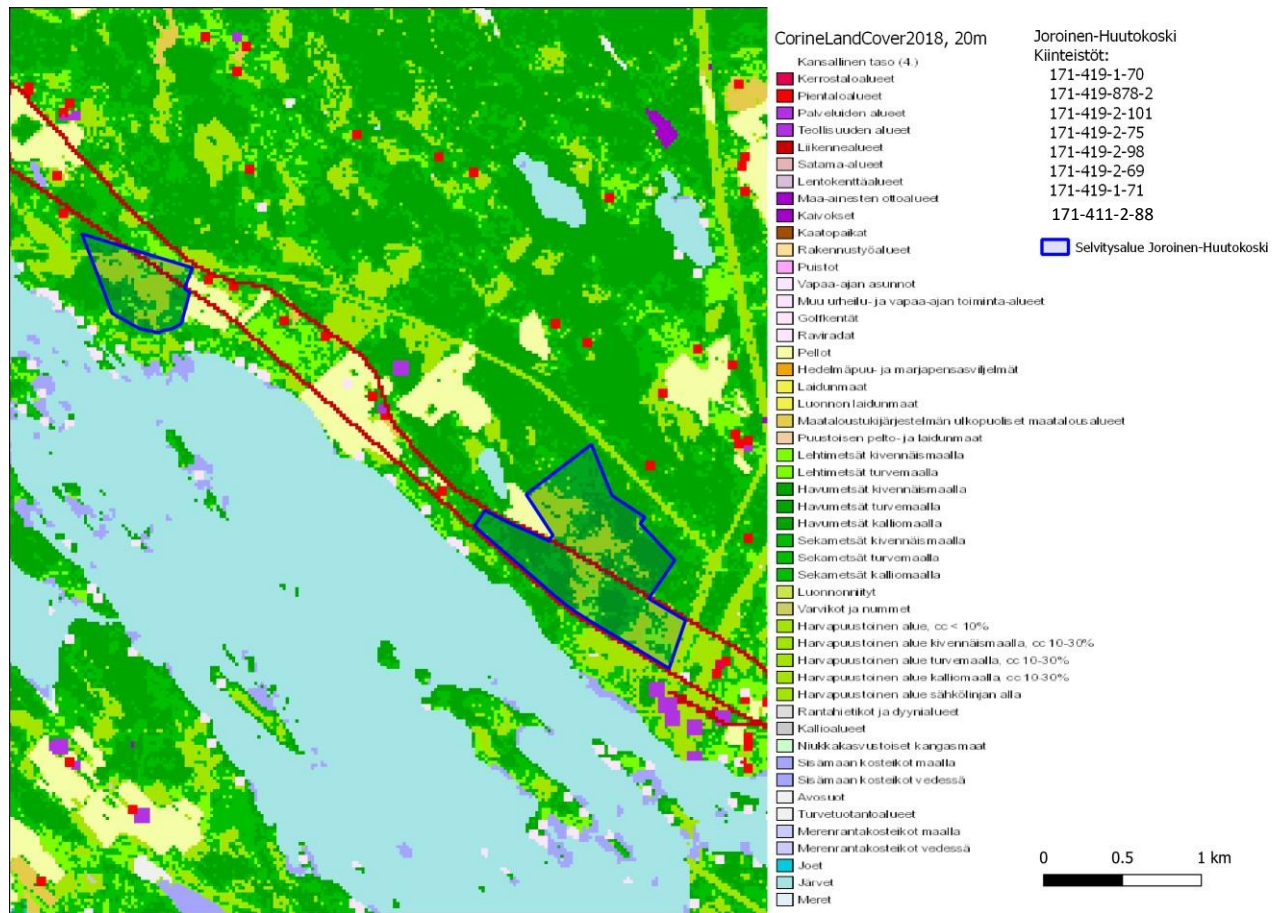 CorineLandCover2018, 20m
Kansallinen taso (4.)
Kerrostaloalueet
Pientaloalueet
Palveluiden alueet
Teollisuuden alueet
Liikennealueet
Satama-alueet
Lentokenttäalueet
Maa-ainesten ottoalueet
Kaivokset
Kaatopaikat
Rakennustyöalueet
Puistot
Vapaa-ajan asunnot
Muu urheilu- ja vapaa-ajan toiminta-alueet
Golfkentät
Raviradat
Pellot
Hedelmäpuu- ja marjapensasviljelmät
Laidunmaat
Luonnon laidunmaat
Maataloustukijärjestelmän ulkopuoliset maatalousalueet
Puustoisen pelto- ja laidunmaat
Lehtimetsät kivennäismaalla
Lehtimetsät turvemaalla
Havumetsät kivennäismaalla
Havumetsät turvemaalla
Havumetsät kalliomaalla
Sekametsät kivennäismaalla
Sekametsät turvemaalla
Sekametsät kalliomaalla
Luonnonniityt
Varvikot ja nummet
Harvapuustoinen alue, cc < 10%
Harvapuustoinen alue kivennäismaalla, cc 10-30%
Harvapuustoinen alue turvemaalla, cc 10-30%
Harvapuustoinen alue kalliomaalla, cc 10-30%
Harvapuustoinen alue sähkölinjan alla
Rantahietikot ja dyynialueet
Kallioalueet
Niukkakasvustoiset kangasmaat
Sisämaan kosteikot maalla
Sisämaan kosteikot vedessä
Avosuot
Turvetuotantoalueet
Merenrantakosteikot maalla
Merenrantakosteikot vedessä
Joet
Järvet
Meret
Joroinen-Huutokoski
Kiinteistöt:
171-419-1-70
171-419-878-2
171-419-2-101
171-419-2-75
171-419-2-98
171-419-2-69
171-419-1-71
171-411-2-88
Selvitysalue Joroinen-Huutokoski
0 0.5 1 km